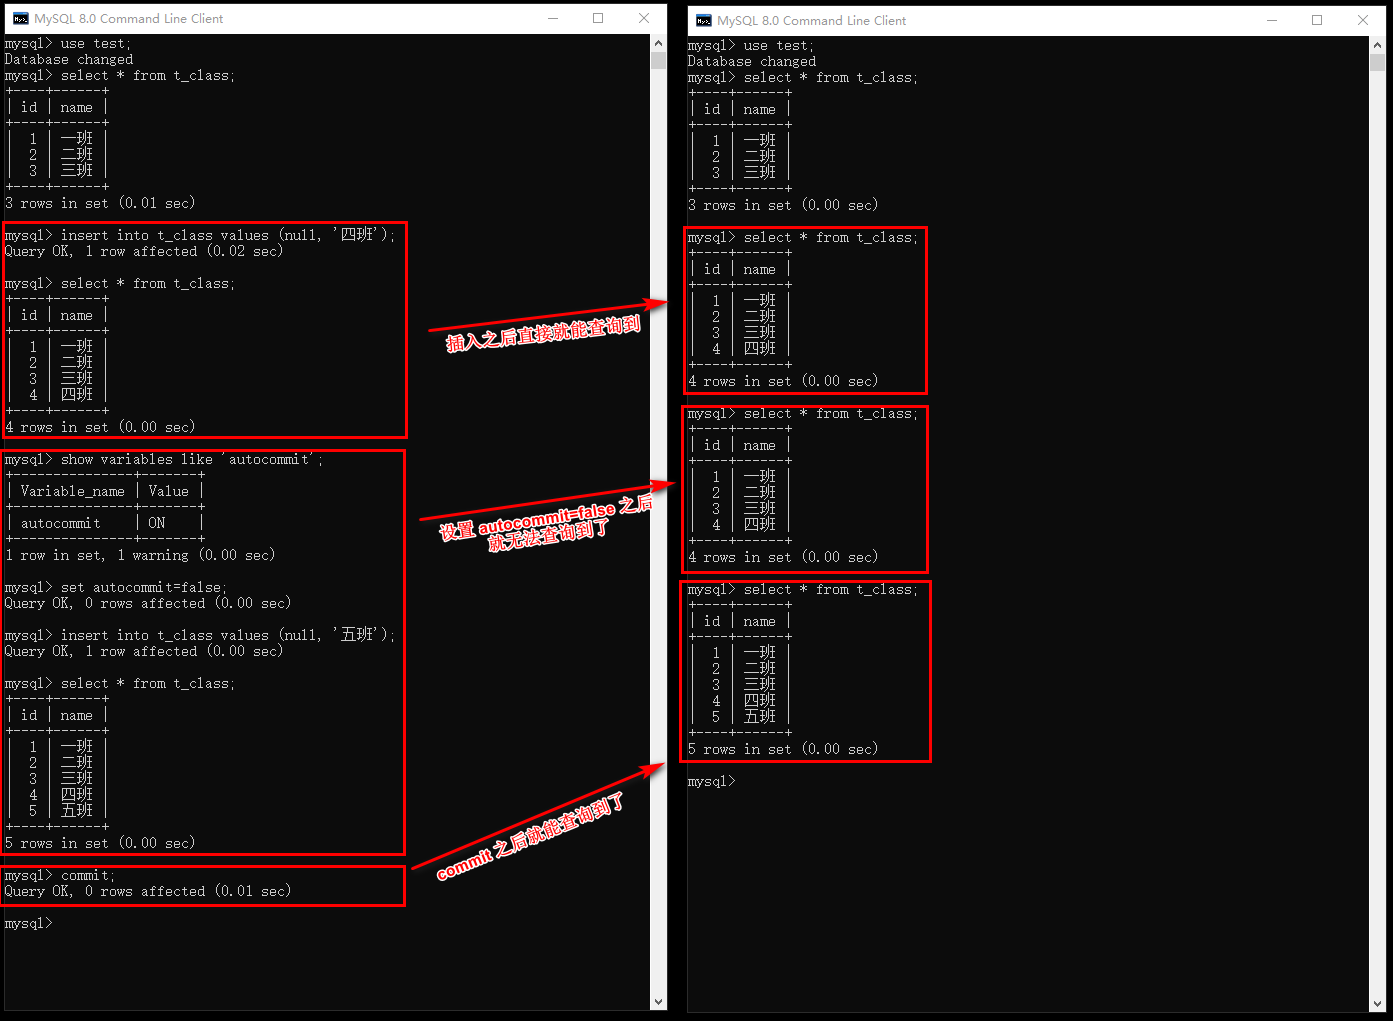 MySQL 8.0 Command Line Client
mysql> use test;
Database changed
mysql> select * from t_class;
+----+------+
| id | name |
+----+------+
|  1 | 一班 |
|  2 | 二班 |
|  3 | 三班 |
+----+------+
3 rows in set (0.01 sec)
mysql> insert into t_class values (null, '四班');
Query OK, 1 row affected (0.02 sec)
mysql> select * from t_class;
+----+------+
| id | name |
+----+------+
|  1 | 一班 |
|  2 | 二班 |
|  3 | 三班 |
|  4 | 四班 |
+----+------+
4 rows in set (0.00 sec)
mysql> show variables like 'autocommit';
+---------------+-------+
| Variable_name | Value |
+---------------+-------+
| autocommit    | ON    |
+---------------+-------+
1 row in set, 1 warning (0.00 sec)
mysql> set autocommit=false;
Query OK, 0 rows affected (0.00 sec)
mysql> insert into t_class values (null, '五班');
Query OK, 1 row affected (0.00 sec)
mysql> select * from t_class;
+----+------+
| id | name |
+----+------+
|  1 | 一班 |
|  2 | 二班 |
|  3 | 三班 |
|  4 | 四班 |
|  5 | 五班 |
+----+------+
5 rows in set (0.00 sec)
mysql> commit;
Query OK, 0 rows affected (0.01 sec)
mysql>
插入之后直接就能查询到
设置 autocommit=false 之后
就无法查询到了
commit 之后就能查询到了
MySQL 8.0 Command Line Client
mysql> use test;
Database changed
mysql> select * from t_class;
+----+------+
| id | name |
+----+------+
|  1 | 一班 |
|  2 | 二班 |
|  3 | 三班 |
+----+------+
3 rows in set (0.00 sec)
mysql> select * from t_class;
+----+------+
| id | name |
+----+------+
|  1 | 一班 |
|  2 | 二班 |
|  3 | 三班 |
|  4 | 四班 |
+----+------+
4 rows in set (0.00 sec)
mysql> select * from t_class;
+----+------+
| id | name |
+----+------+
|  1 | 一班 |
|  2 | 二班 |
|  3 | 三班 |
|  4 | 四班 |
+----+------+
4 rows in set (0.00 sec)
mysql> select * from t_class;
+----+------+
| id | name |
+----+------+
|  1 | 一班 |
|  2 | 二班 |
|  3 | 三班 |
|  4 | 四班 |
|  5 | 五班 |
+----+------+
5 rows in set (0.00 sec)
mysql>